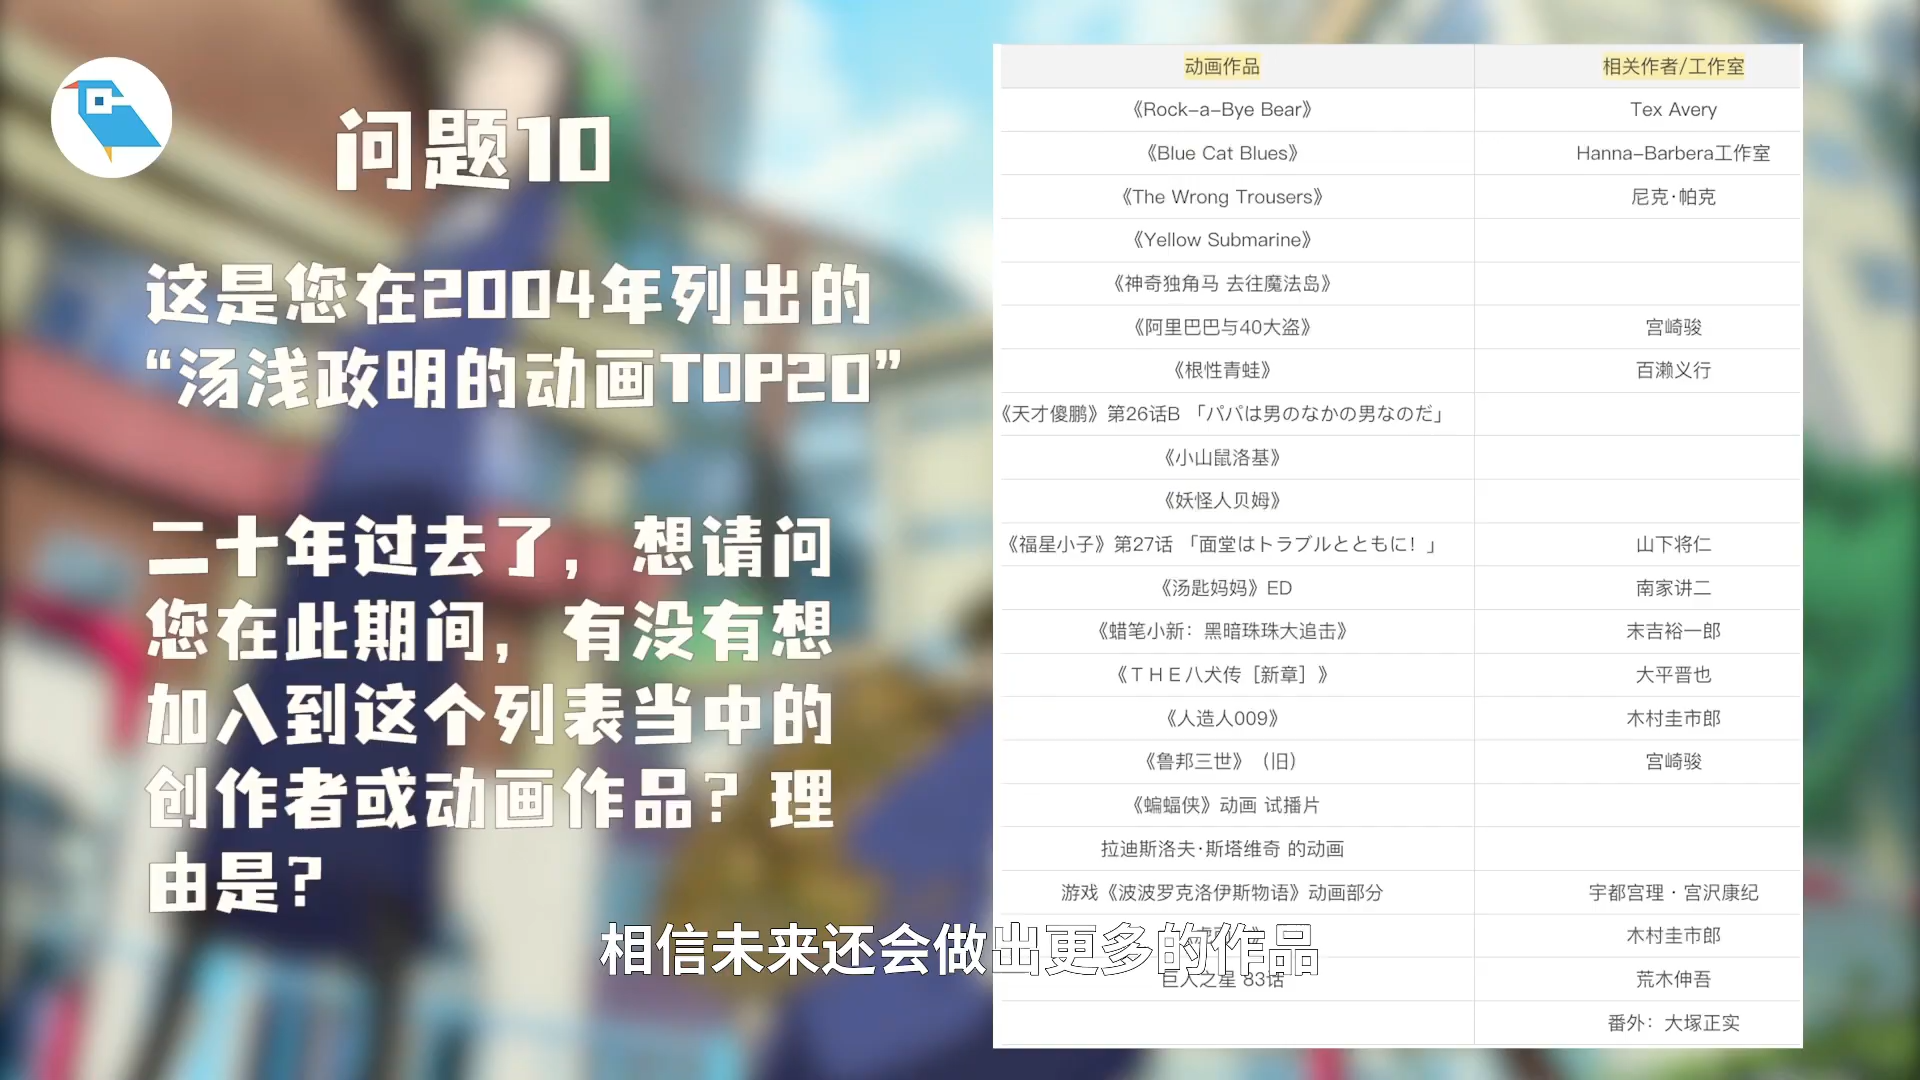 问题10
这是您在2004年列出的
“汤浅政明的动画TOP20”
二十年过去了，想请问
您在此期间，有没有想
加入到这个列表当中的
创作者或动画作品？理
由是？
动画作品 相关作者/工作室
《Rock-a-Bye Bear》 Tex Avery
《Blue Cat Blues》 Hanna-Barbera工作室
《The Wrong Trousers》 尼克·帕克
《Yellow Submarine》
《神奇独角马 去往魔法岛》
《阿里巴巴与40大盗》 宫崎骏
《根性青蛙》 百濑义行
《天才傻鹏》第26话B 「パパは男のなかの男なのだ」
《小山鼠洛基》
《妖怪人贝姆》
《福星小子》第27话 「面堂はトラブルとともに！」 山下将仁
《汤匙妈妈》ED 南家讲二
《蜡笔小新：黑暗珠珠大追击》 末吉裕一郎
《ＴＨＥ八犬传［新章］》 大平晋也
《人造人009》 木村圭市郎
《鲁邦三世》（旧） 宫崎骏
《蝙蝠侠》动画 试播片
拉迪斯洛夫·斯塔维奇 的动画
游戏《波波罗克洛伊斯物语》动画部分 宇都宫理·宫沢康纪
木村圭市郎
巨人之星 83话 荒木伸吾
番外：大塚正实
相信未来还会做出更多的作品